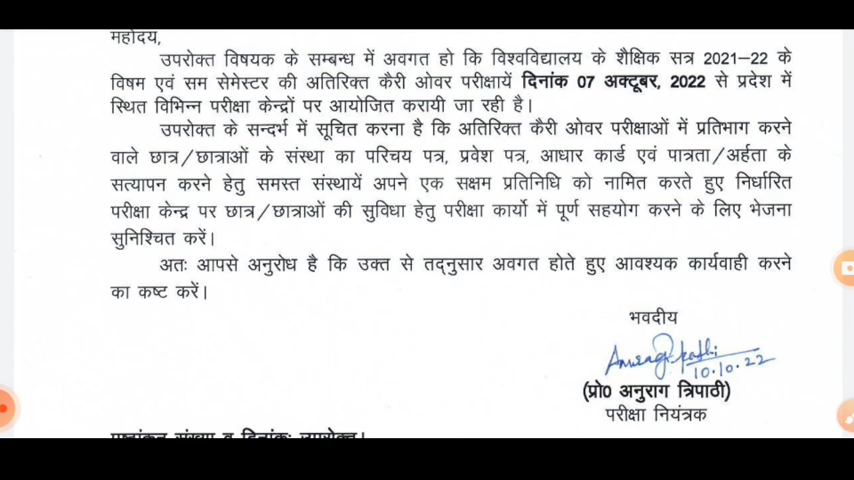 महोदय,
उपरोक्त विषयक के सम्बन्ध में अवगत हो कि विश्वविद्यालय के शैक्षिक सत्र 2021–22 के
विषम एवं सम सेमेस्टर की अतिरिक्त कैरी ओवर परीक्षायें दिनांक 07 अक्टूबर, 2022 से प्रदेश में
स्थित विभिन्न परीक्षा केन्द्रों पर आयोजित करायी जा रही है।
उपरोक्त के सन्दर्भ में सूचित करना है कि अतिरिक्त कैरी ओवर परीक्षाओं में प्रतिभाग करने
वाले छात्र/छात्राओं के संस्था का परिचय पत्र, प्रवेश पत्र, आधार कार्ड एवं पात्रता/अर्हता के
सत्यापन करने हेतु समस्त संस्थायें अपने एक सक्षम प्रतिनिधि को नामित करते हुए निर्धारित
परीक्षा केन्द्र पर छात्र/छात्राओं की सुविधा हेतु परीक्षा कार्यो में पूर्ण सहयोग करने के लिए भेजना
सुनिश्चित करें।
अतः आपसे अनुरोध है कि उक्त से तद्नुसार अवगत होते हुए आवश्यक कार्यवाही करने
का कष्ट करें।
भवदीय
10.10.22
(प्रो0 अनुराग त्रिपाठी)
परीक्षा नियंत्रक
पृष्ठांकन संख्या व दिनांकः उपरोक्त।